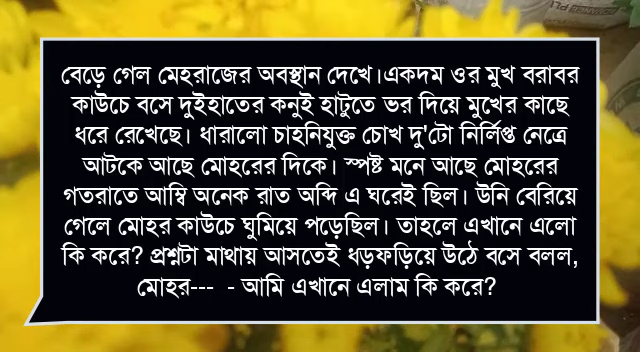 বেড়ে গেল মেহরাজের অবস্থান দেখে।একদম ওর মুখ বরাবর
কাউচে বসে দুইহাতের কনুই হাটুতে ভর দিয়ে মুখের কাছে
ধরে রেখেছে। ধারালো চাহনিযুক্ত চোখ দু'টো নির্লিপ্ত নেত্রে
আটকে আছে মোহরের দিকে। স্পষ্ট মনে আছে মোহরের
গতরাতে আম্বি অনেক রাত অব্দি এ ঘরেই ছিল। উনি বেরিয়ে
গেলে মোহর কাউচে ঘুমিয়ে পড়েছিল। তাহলে এখানে এলো
কি করে? প্রশ্নটা মাথায় আসতেই ধড়ফড়িয়ে উঠে বসে বলল,
মোহর--- - আমি এখানে এলাম কি করে?